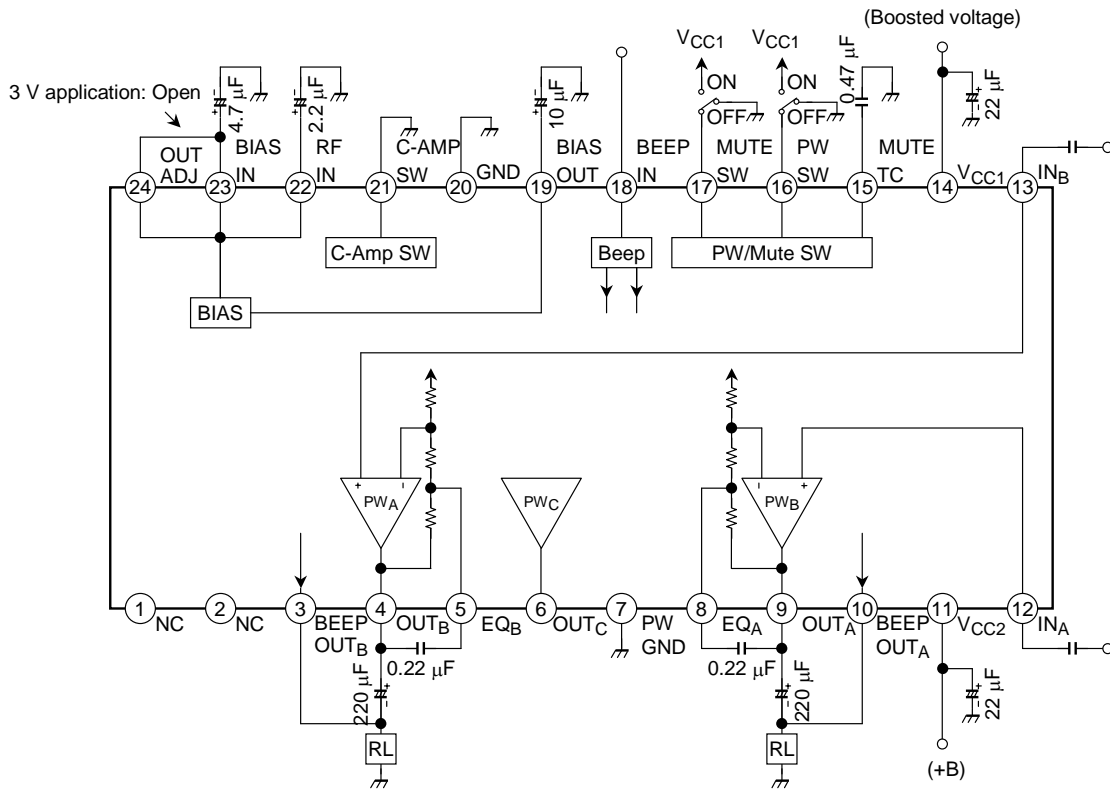 (Boosted voltage)
VCC1
VCC1
ON
ON
OFF
OFF
3 V application: Open
4.7 μF
2.2 μF
10 μF
0.47 μF
22 μF
OUT ADJ
BIAS IN
RF IN
C-AMP SW
GND
BIAS OUT
BEEP IN
MUTE SW
PW SW
MUTE TC
VCC1
INB
24
23
22
21
20
19
18
17
16
15
14
13
C-Amp SW
Beep
PW/Mute SW
BIAS
+
-
PWA
PWC
-
+
PWB
1
2
3
4
5
6
7
8
9
10
11
12
NC
NC
BEEP OUTB
OUTB
EQB
OUTC
PW GND
EQA
OUTA
BEEP OUTA
VCC2
INA
0.22 μF
0.22 μF
220 μF
220 μF
22 μF
RL
RL
(+B)